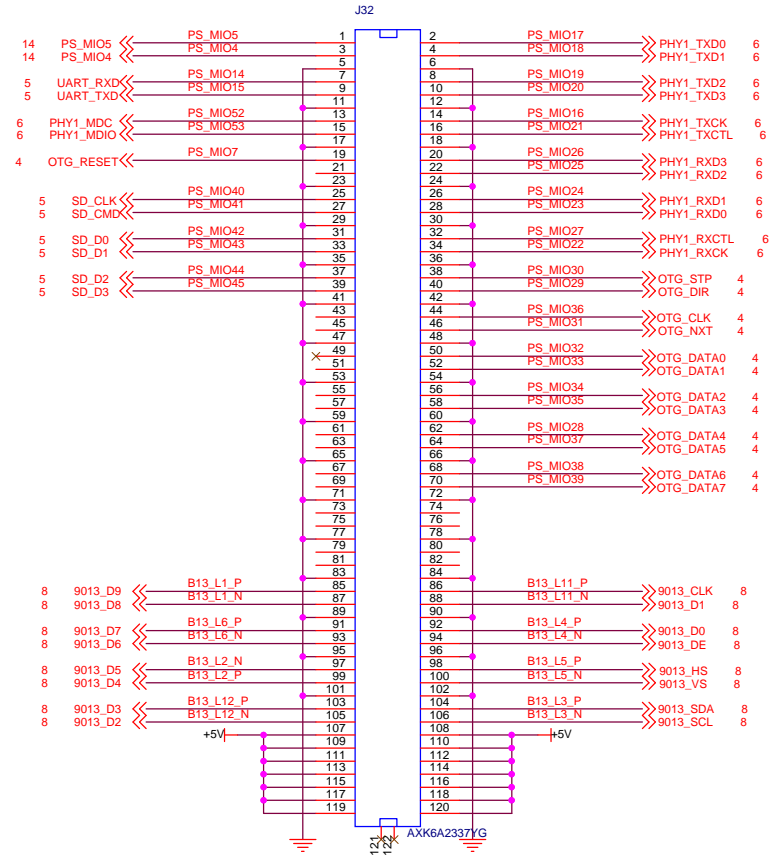 J32
14 PS_MIO5 PS_MIO5 1 2 PS_MIO17 PHY1_TXD0 6
14 PS_MIO4 PS_MIO4 3 4 PS_MIO18 PHY1_TXD1 6
5 6
5 UART_RXD PS_MIO14 7 8 PS_MIO19 PHY1_TXD2 6
5 UART_TXD PS_MIO15 9 10 PS_MIO20 PHY1_TXD3 6
11 12
6 PHY1_MDC PS_MIO52 13 14 PS_MIO16 PHY1_TXCK 6
6 PHY1_MDIO PS_MIO53 15 16 PS_MIO21 PHY1_TXCTL 6
17 18
4 OTG_RESET PS_MIO7 19 20 PS_MIO26 PHY1_RXD3 6
21 22 PS_MIO25 PHY1_RXD2 6
23 24
5 SD_CLK PS_MIO40 25 26 PS_MIO24 PHY1_RXD1 6
5 SD_CMD PS_MIO41 27 28 PS_MIO23 PHY1_RXD0 6
29 30
5 SD_D0 PS_MIO42 31 32 PS_MIO27 PHY1_RXCTL 6
5 SD_D1 PS_MIO43 33 34 PS_MIO22 PHY1_RXCK 6
35 36
5 SD_D2 PS_MIO44 37 38 PS_MIO30 OTG_STP 4
5 SD_D3 PS_MIO45 39 40 PS_MIO29 OTG_DIR 4
41 42
43 44 PS_MIO36 OTG_CLK 4
45 46 PS_MIO31 OTG_NXT 4
47 48
49 50 PS_MIO32 OTG_DATA0 4
51 52 PS_MIO33 OTG_DATA1 4
53 54
55 56 PS_MIO34 OTG_DATA2 4
57 58 PS_MIO35 OTG_DATA3 4
59 60
61 62 PS_MIO28 OTG_DATA4 4
63 64 PS_MIO37 OTG_DATA5 4
65 66
67 68 PS_MIO38 OTG_DATA6 4
69 70 PS_MIO39 OTG_DATA7 4
71 72
73 74
75 76
77 78
79 80
81 82
83 84
8 9013_D9 B13_L1_P 85 86 B13_L11_P 9013_CLK 8
8 9013_D8 B13_L1_N 87 88 B13_L11_N 9013_D1 8
89 90
8 9013_D7 B13_L6_P 91 92 B13_L4_P 9013_D0 8
8 9013_D6 B13_L6_N 93 94 B13_L4_N 9013_DE 8
95 96
8 9013_D5 B13_L2_N 97 98 B13_L5_P 9013_HS 8
8 9013_D4 B13_L2_P 99 100 B13_L5_N 9013_VS 8
101 102
8 9013_D3 B13_L12_P 103 104 B13_L3_P 9013_SDA 8
8 9013_D2 B13_L12_N 105 106 B13_L3_N 9013_SCL 8
+5V 107 108 +5V
109 110
111 112
113 114
115 116
117 118
119 120
121 122 AXK6A2337YG